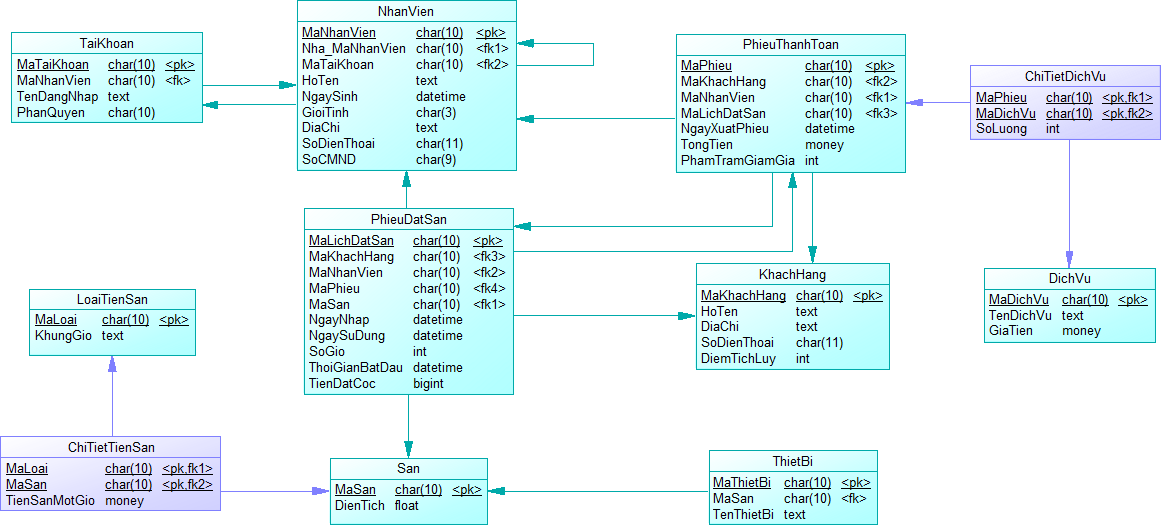 NhanVien
MaNhanVien char(10) <pk>
Nha_MaNhanVien char(10) <fk1>
MaTaiKhoan char(10) <fk2>
HoTen text
NgaySinh datetime
GioiTinh char(3)
DiaChi text
SoDienThoai char(11)
SoCMND char(9)
TaiKhoan
MaTaiKhoan char(10) <pk>
MaNhanVien char(10) <fk>
TenDangNhap text
PhanQuyen char(10)
PhieuThanhToan
MaPhieu char(10) <pk>
MaKhachHang char(10) <fk2>
MaNhanVien char(10) <fk1>
MaLichDatSan char(10) <fk3>
NgayXuatPhieu datetime
TongTien money
PhamTramGiamGia int
ChiTietDichVu
MaPhieu char(10) <pk,fk1>
MaDichVu char(10) <pk,fk2>
SoLuong int
PhieuDatSan
MaLichDatSan char(10) <pk>
MaKhachHang char(10) <fk3>
MaNhanVien char(10) <fk2>
MaPhieu char(10) <fk4>
MaSan char(10) <fk1>
NgayNhap datetime
NgaySuDung datetime
SoGio int
ThoiGianBatDau datetime
TienDatCoc bigint
KhachHang
MaKhachHang char(10) <pk>
HoTen text
DiaChi text
SoDienThoai char(11)
DiemTichLuy int
DichVu
MaDichVu char(10) <pk>
TenDichVu text
GiaTien money
LoaiTienSan
MaLoai char(10) <pk>
KhungGio text
ChiTietTienSan
MaLoai char(10) <pk,fk1>
MaSan char(10) <pk,fk2>
TienSanMotGio money
San
MaSan char(10) <pk>
DienTich float
ThietBi
MaThietBi char(10) <pk>
MaSan char(10) <fk>
TenThietBi text